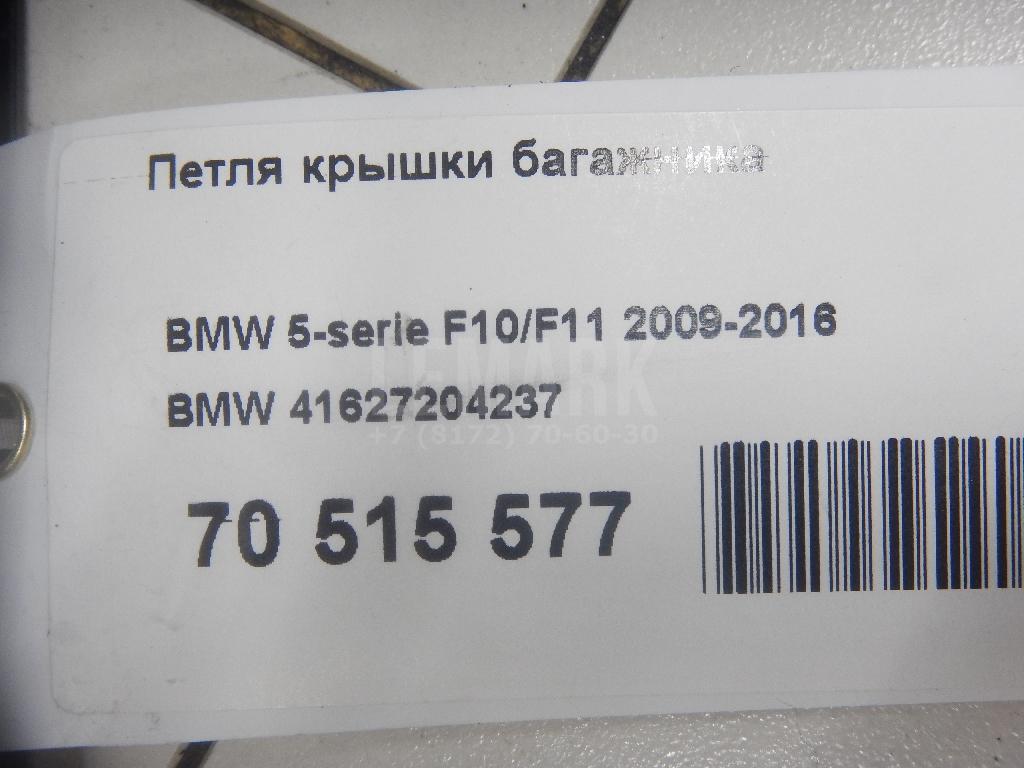 Петля крышки багажника
BMW 5-serie F10/F11 2009-2016
BMW 41627204237
+7 (8172) 70-60-30
70 515 577